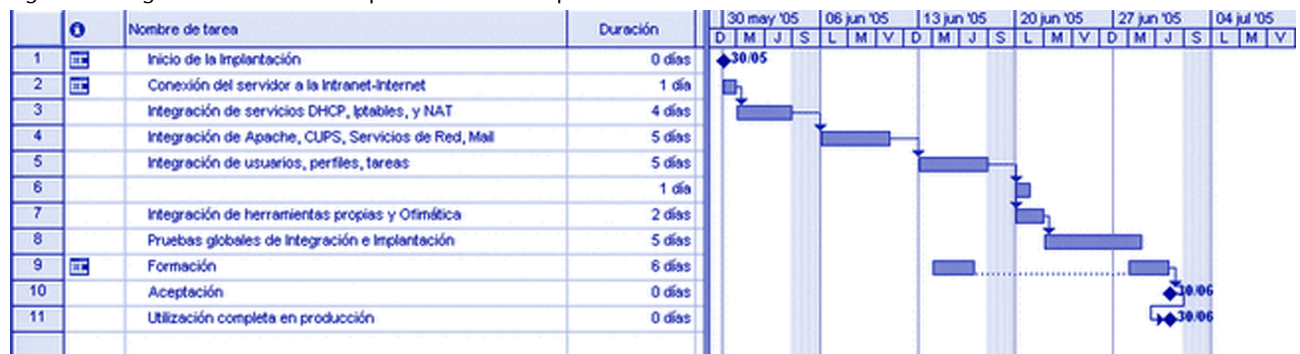 Nombre de tarea Duración 30 may '05 06 jun '05 13 jun '05 20 jun '05 27 jun '05 04 jul '05
D M J S L M V D M J S L M V D M J S L M V
1 Inicio de la Implantación 0 días 30/05
2 Conexión del servidor a la Intranet-Internet 1 día
3 Integración de servicios DHCP, Iptables, y NAT 4 días
4 Integración de Apache, CUPS, Servicios de Red, Mail 5 días
5 Integración de usuarios, perfiles, tareas 5 días
6 1 día
7 Integración de herramientas propias y Ofimática 2 días
8 Pruebas globales de Integración e Implantación 5 días
9 Formación 6 días
10 Aceptación 0 días 30/06
11 Utilización completa en producción 0 días 30/06